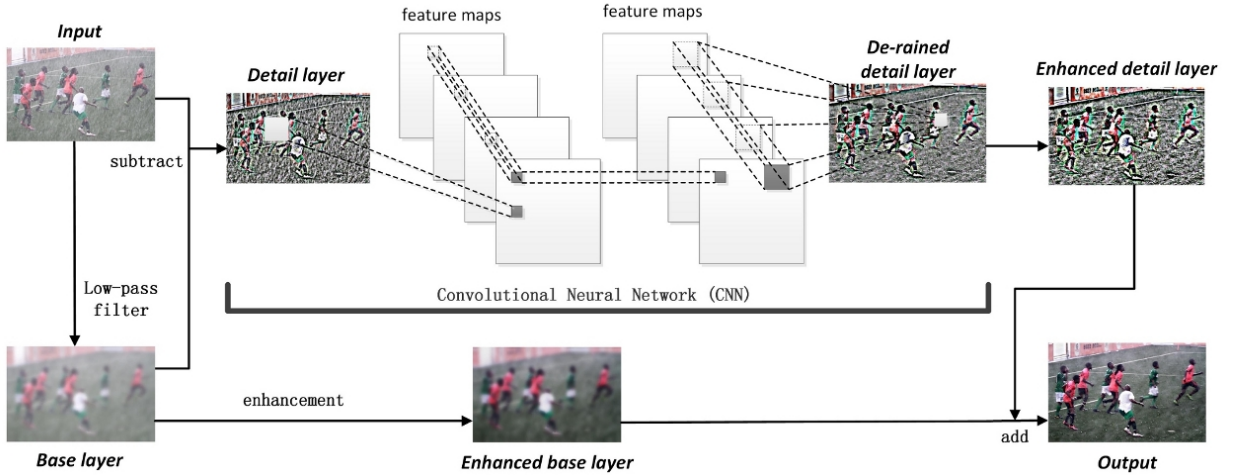 feature maps
feature maps
Input
Detail layer
De-rained
detail layer
Enhanced detail layer
subtract
Low-pass
filter
Convolutional Neural Network (CNN)
enhancement
add
Base layer
Enhanced base layer
Output